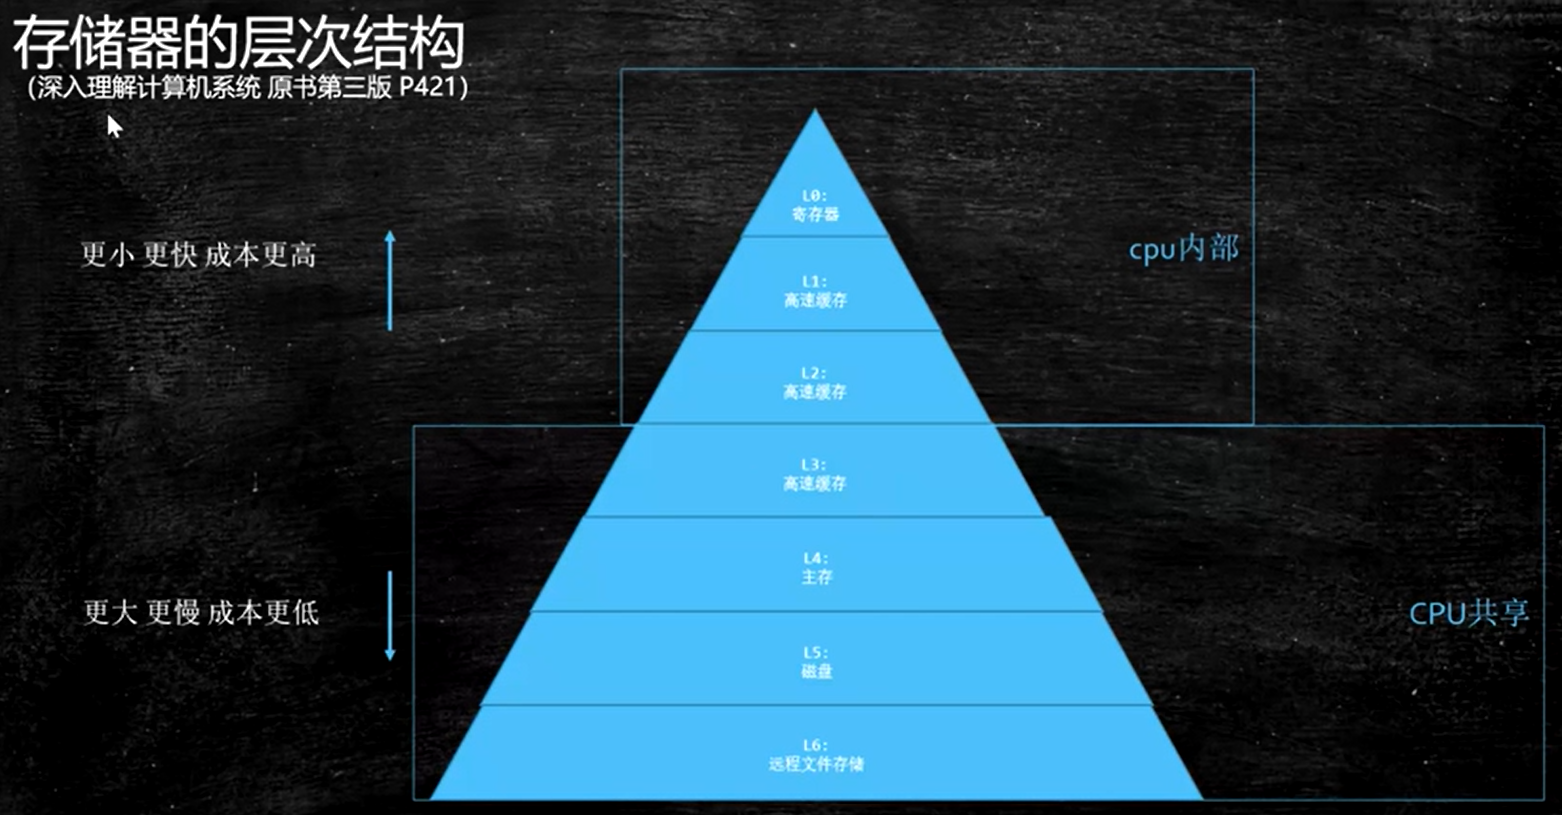 存储器的层次结构
(深入理解计算机系统 原书第三版 P421)
L0:
寄存器
更小 更快 成本更高
cpu内部
L1:
高速缓存
L2:
高速缓存
L3:
高速缓存
L4:
主存
更大 更慢 成本更低
CPU共享
L5:
磁盘
L6:
远程文件存储